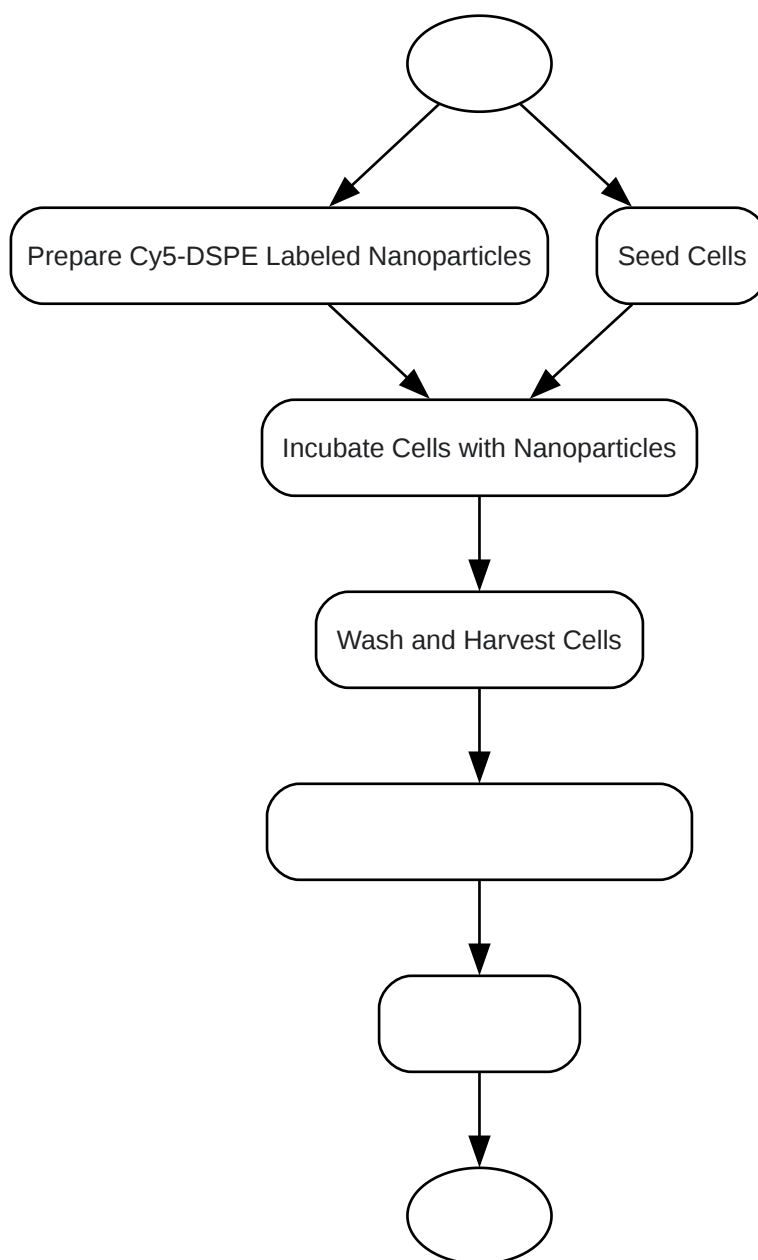 Prepare Cy5-DSPE Labeled Nanoparticles
Seed Cells
Incubate Cells with Nanoparticles
Wash and Harvest Cells